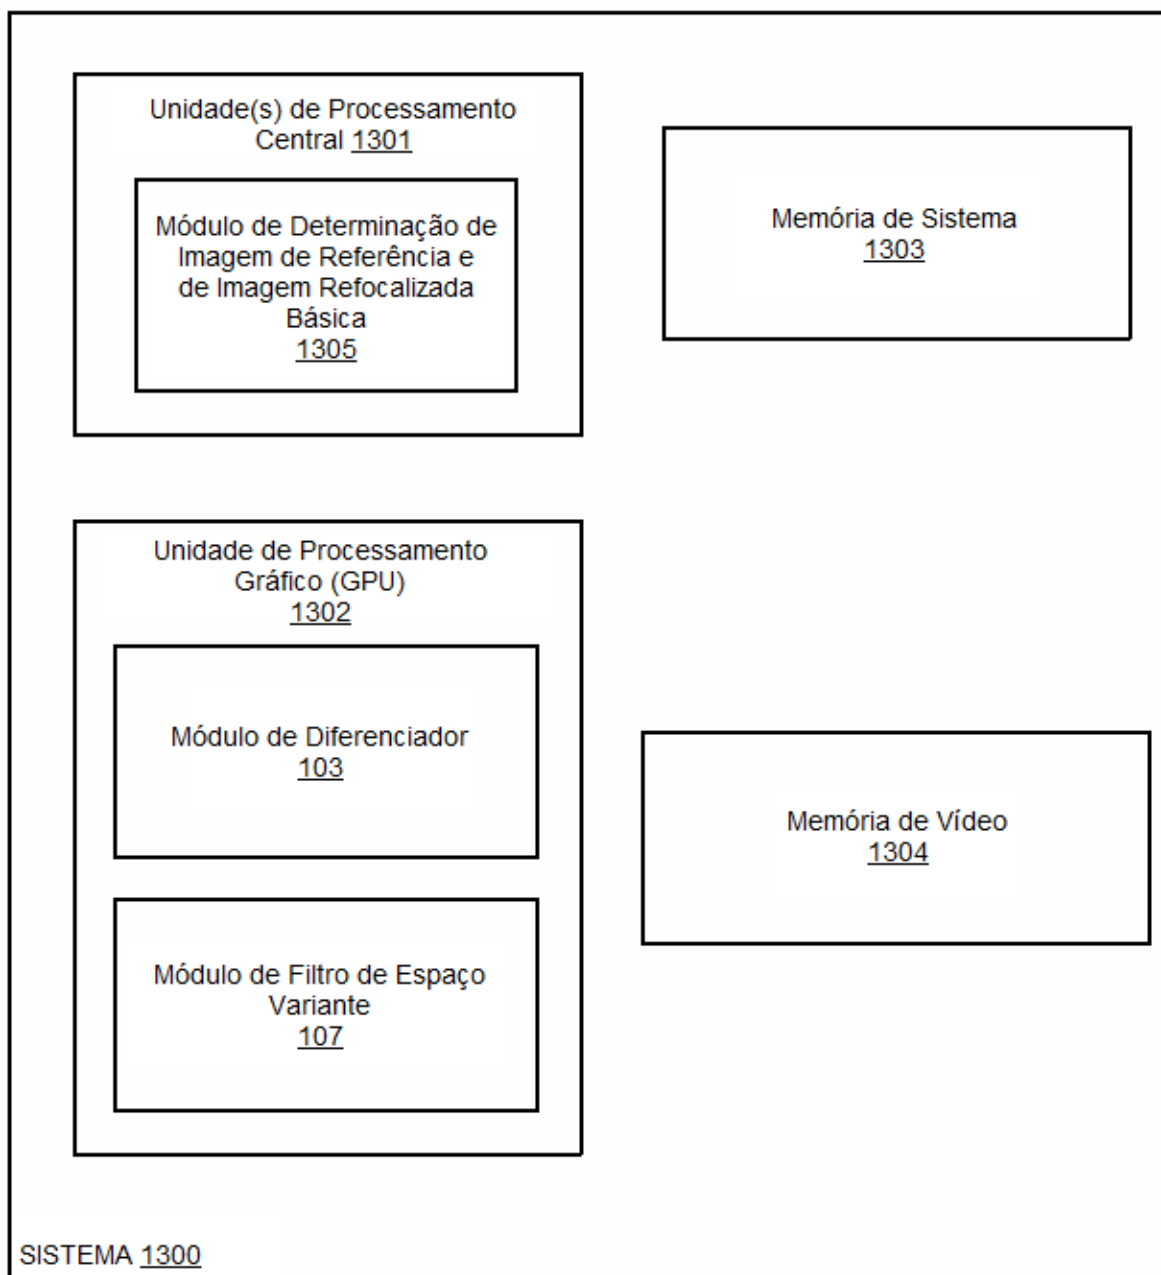 Unidade(s) de Processamento
Central 1301
Módulo de Determinação de
Imagem de Referência e
de Imagem Refocalizada
Básica
1305
Memória de Sistema
1303
Unidade de Processamento
Gráfico (GPU)
1302
Módulo de Diferenciador
103
Memória de Vídeo
1304
Módulo de Filtro de Espaço
Variante
107
SISTEMA 1300